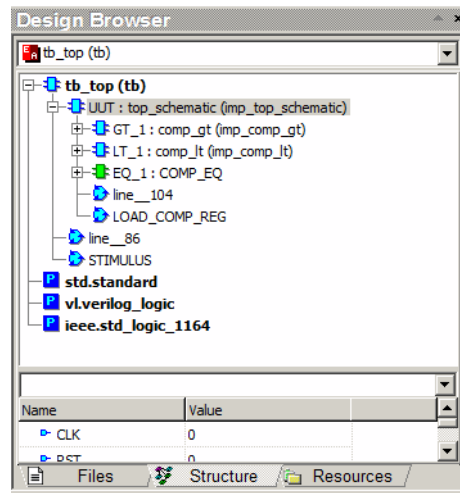 Design Browser
tb_top (tb)
tb_top (tb)
UUT : top_schematic (imp_top_schematic)
GT_1 : comp_gt (imp_comp_gt)
LT_1 : comp_lt (imp_comp_lt)
EQ_1 : COMP_EQ
line__104
LOAD_COMP_REG
line__86
STIMULUS
std.standard
vl.verilog_logic
ieee.std_logic_1164
Name Value
CLK 0
RST 0
Files Structure Resources